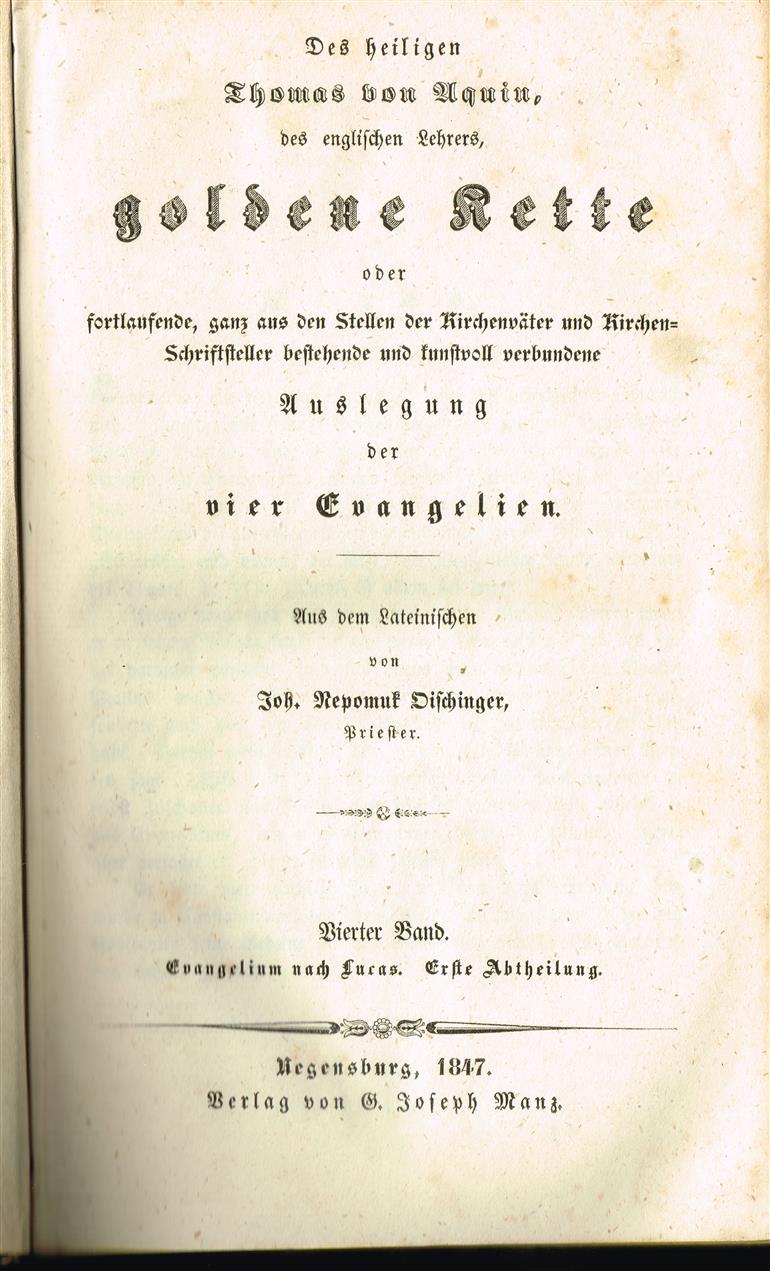 Des heiligen
Thomas von Aquin,
des englischen Lehrers,
goldene Kette
oder
fortlaufende, ganz aus den Stellen der Kirchenväter und Kirchen=
Schriftsteller bestehende und kunstvoll verbundene
Auslegung
der
vier Evangelien.
Aus dem Lateinischen
von
Joh. Nepomuk Oischinger,
Priester.
Vierter Band.
Evangelium nach Lucas. Erste Abtheilung.
Regensburg, 1847.
Verlag von G. Joseph Manz.